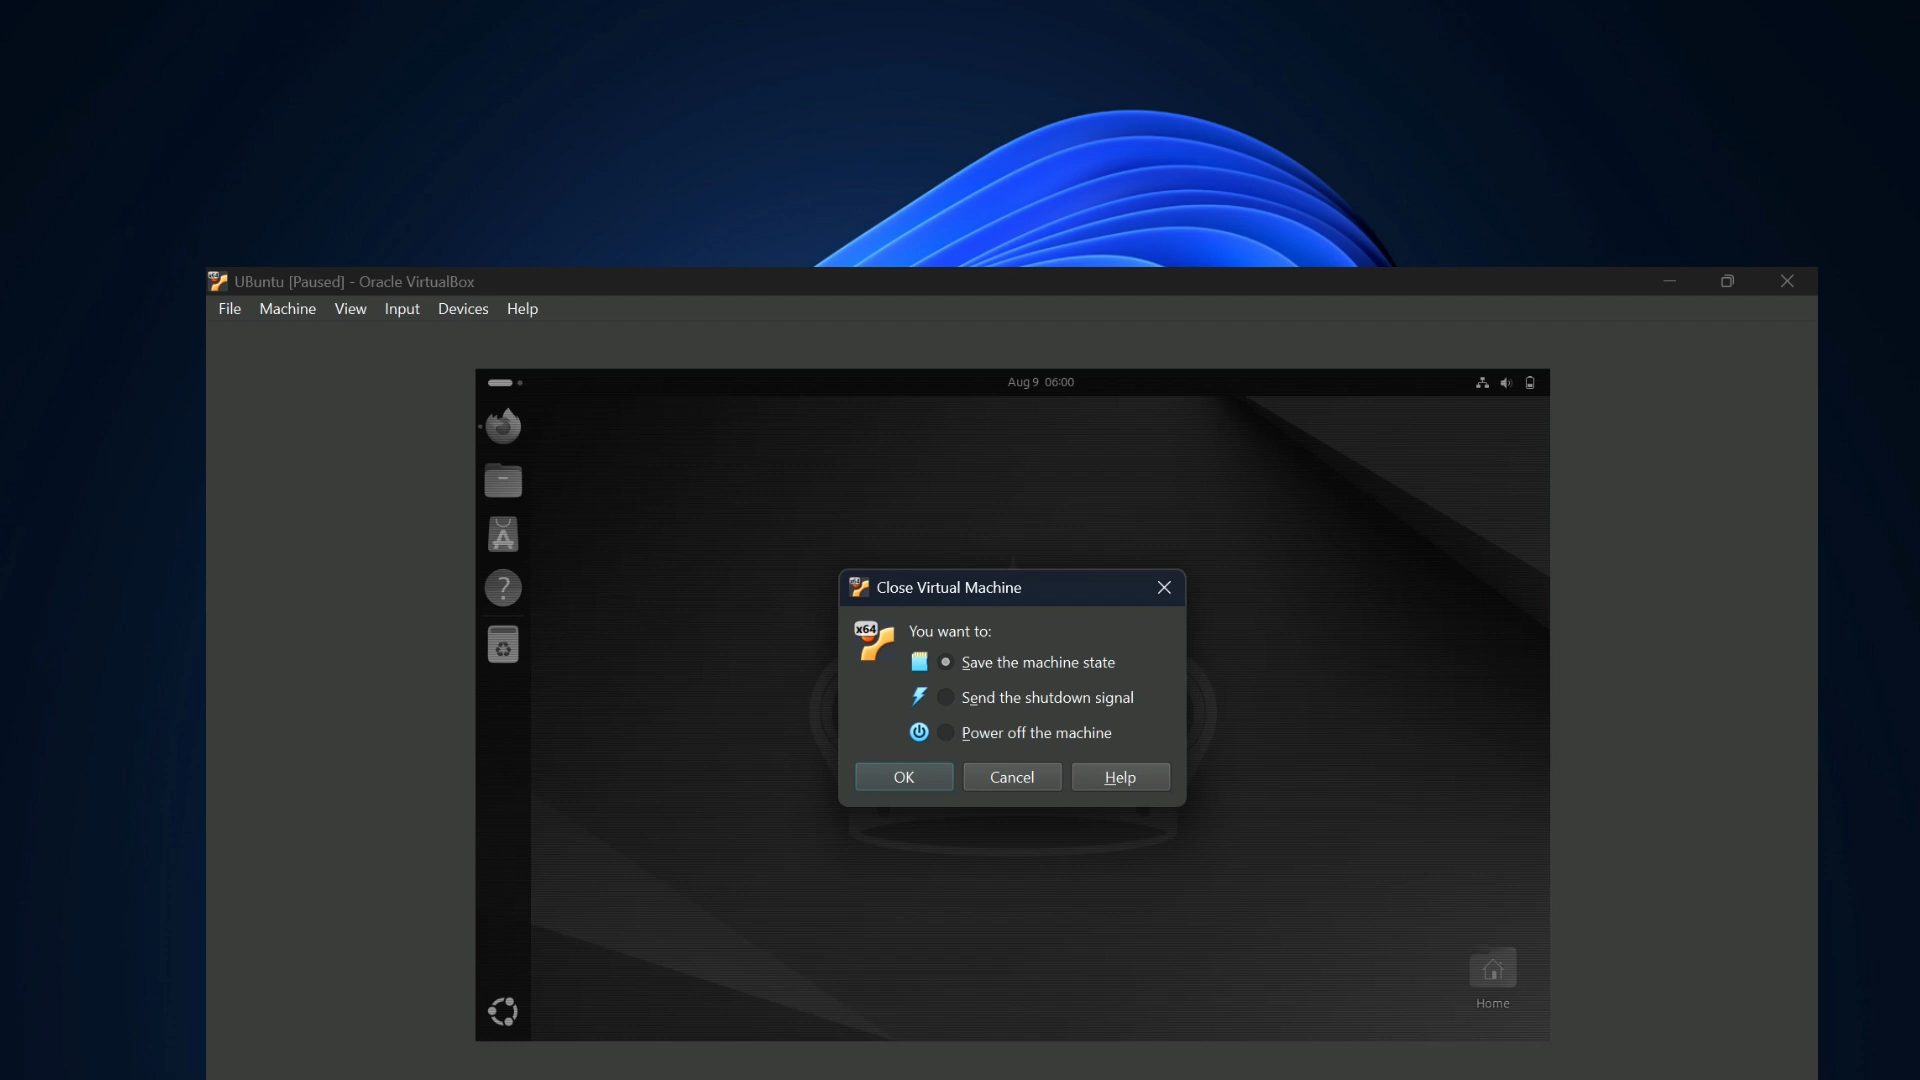 UBuntu [Paused] - Oracle VirtualBox
File Machine View Input Devices Help
Aug 9 06:00
Close Virtual Machine
x64
You want to:
Save the machine state
Send the shutdown signal
Power off the machine
OK Cancel Help
Home